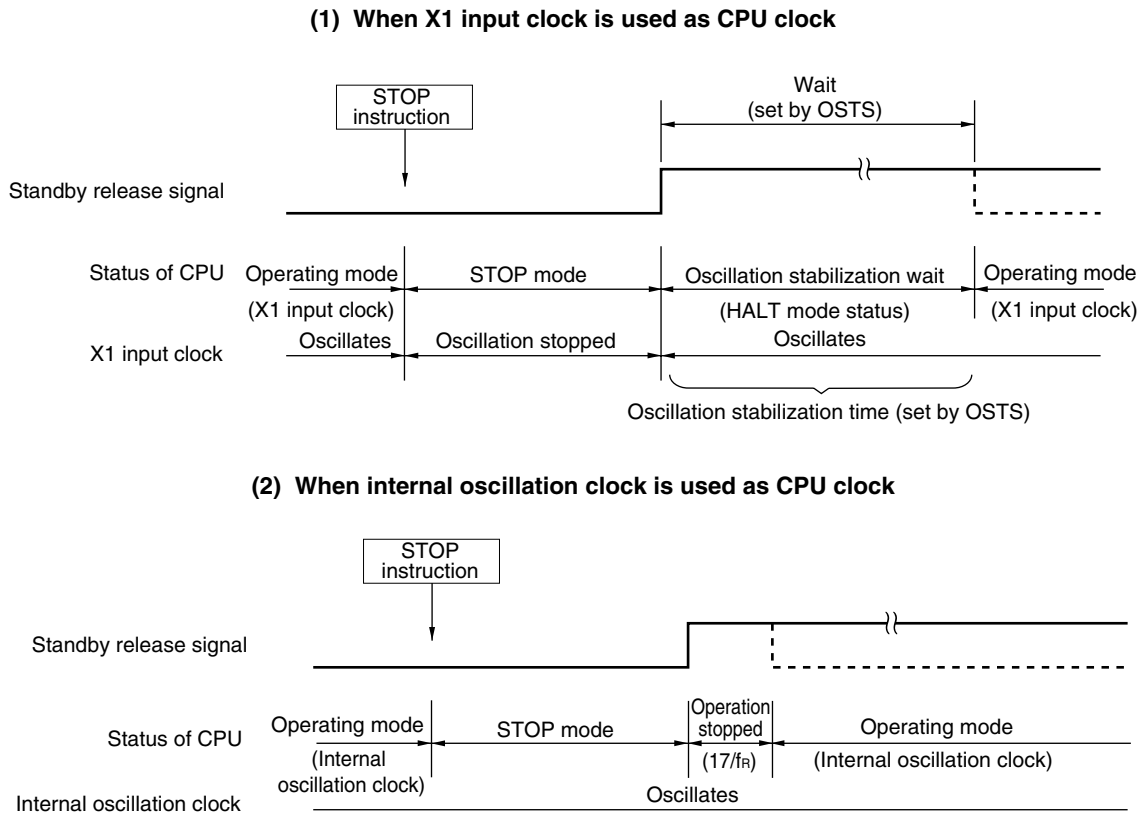 (1) When X1 input clock is used as CPU clock
STOP
instruction
Wait
(set by OSTS)
Standby release signal
Status of CPU
Operating mode
(X1 input clock)
STOP mode
Oscillation stabilization wait
(HALT mode status)
Operating mode
(X1 input clock)
X1 input clock
Oscillates
Oscillation stopped
Oscillates
Oscillation stabilization time (set by OSTS)
(2) When internal oscillation clock is used as CPU clock
STOP
instruction
Standby release signal
Status of CPU
Operating mode
(Internal
oscillation clock)
STOP mode
Operation
stopped
(17/fR)
Operating mode
(Internal oscillation clock)
Internal oscillation clock
Oscillates